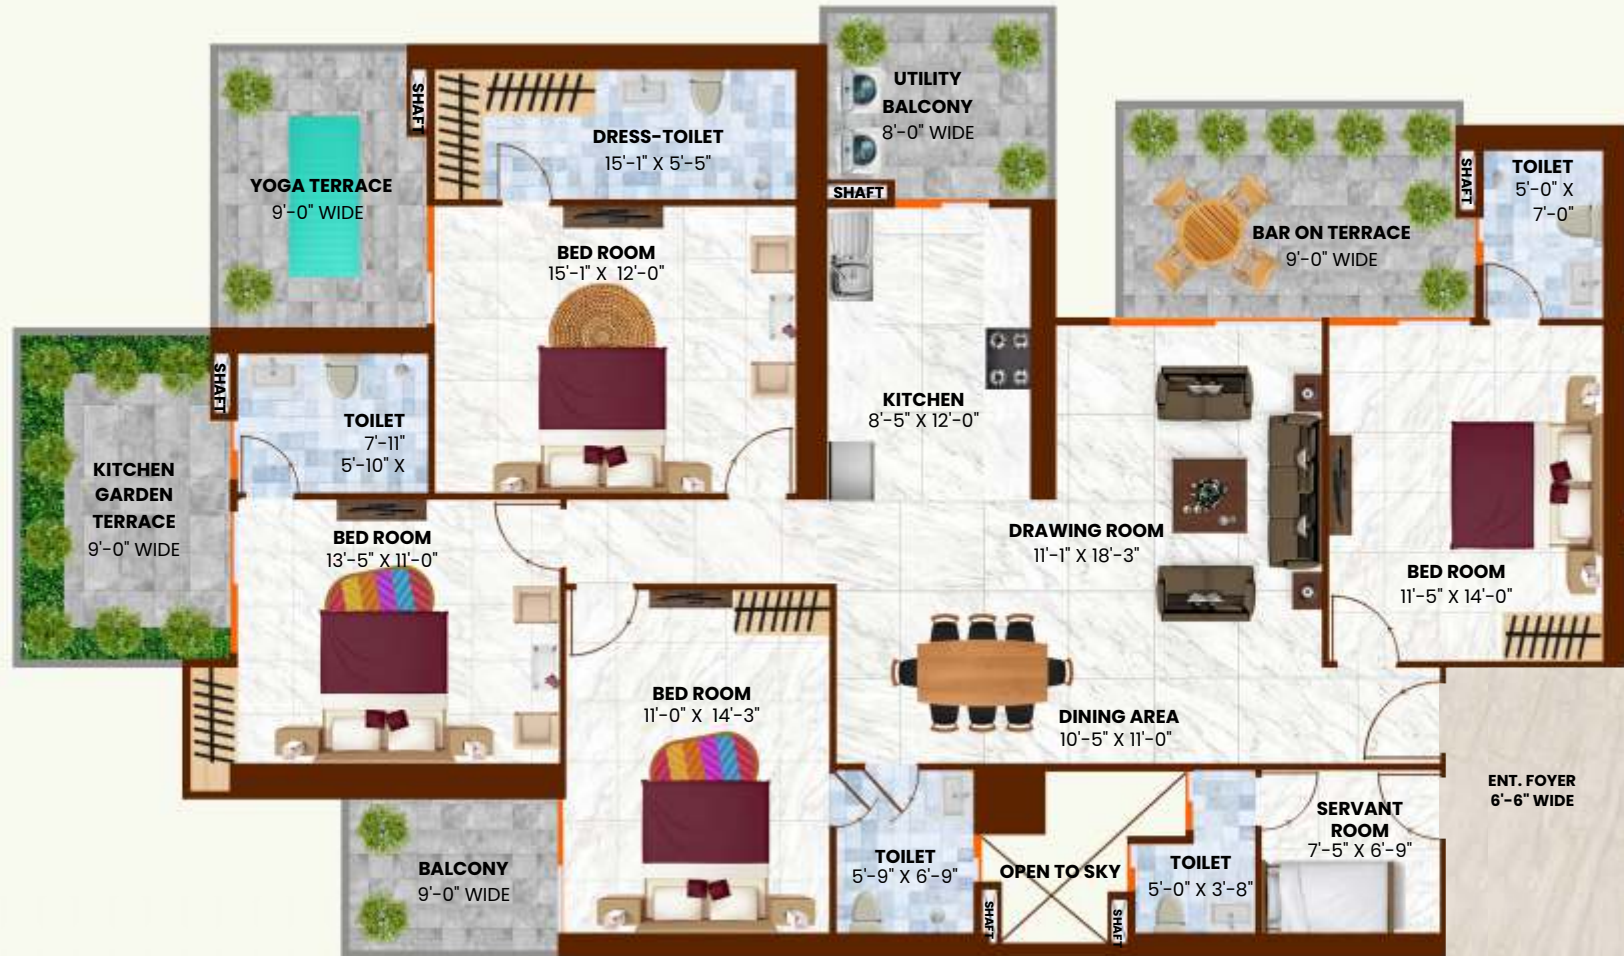 SHAFT
YOGA TERRACE
9'-0" WIDE
DRESS-TOILET
15'-1" X 5'-5"
UTILITY
BALCONY
8'-0" WIDE
SHAFT
SHAFT
TOILET
5'-0" X
7'-0"
BAR ON TERRACE
9'-0" WIDE
BED ROOM
15'-1" X 12'-0"
SHAFT
TOILET
7'-11"
5'-10" X
KITCHEN
8'-5" X 12'-0"
KITCHEN
GARDEN
TERRACE
9'-0" WIDE
BED ROOM
13'-5" X 11'-0"
DRAWING ROOM
11'-1" X 18'-3"
BED ROOM
11'-5" X 14'-0"
BED ROOM
11'-0" X 14'-3"
DINING AREA
10'-5" X 11'-0"
ENT. FOYER
6'-6" WIDE
SERVANT
ROOM
7'-5" X 6'-9"
BALCONY
9'-0" WIDE
TOILET
5'-9" X 6'-9"
OPEN TO SKY
TOILET
5'-0" X 3'-8"
SHAFT
SHAFT